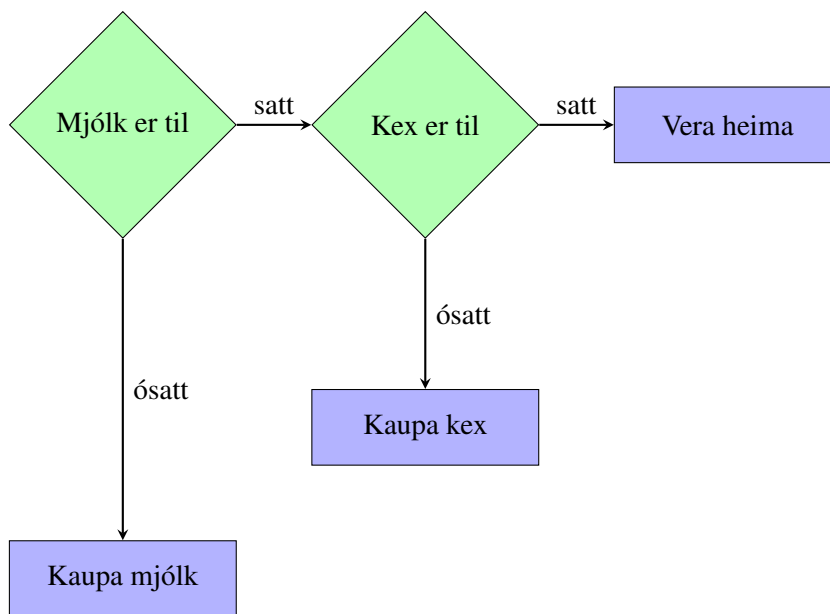 Mjólk er til
satt
Kex er til
satt
Vera heima
ósatt
ósatt
Kaupa kex
Kaupa mjólk